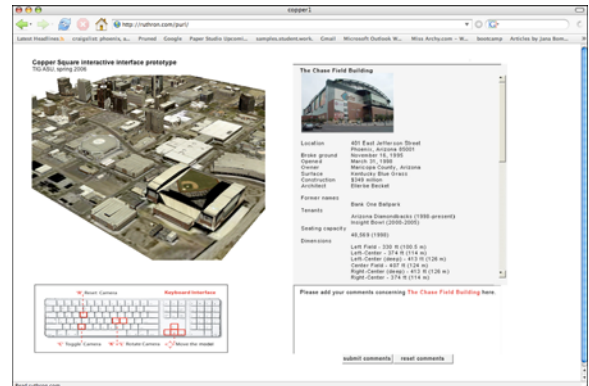 copper1
http://ruthron.com/purl/
Latest Headlines craigslist phoenix, a... Pruned Google Paper Studio Upcomi... samples.student.work. Gmail Microsoft Outlook W... Miss Archy.com - W... bootcamp Articles by Jana Bom...
Copper Square interactive interface prototype
TIG ASU, spring 2006
The Chase Field Building
Location 401 East Jefferson Street
Phoenix, Arizona 85001
Broke ground November 16, 1995
Opened March 31, 1998
Owner Maricopa County, Arizona
Surface Kentucky Blue Grass
Construction $349 million
Architect Ellerbe Becket
Former names
Bank One Ballpark
Tenants
Arizona Diamondbacks (1998-present)
Insight Bowl (2000-2005)
Seating capacity
(1998)
Dimensions
Left Field - 330 ft (100.5 m)
Left-Center - 374 ft (114 m)
Left-Center (deep) - 413 ft (126 m)
Center Field - 407 ft (124 m)
Right-Center (deep) - 413 ft (126 m)
Right-Center - 374 ft (114 m)
Reset Camera Keyboard Interface
Toggle Camera Rotate Camera Move the model
Please add your comments concerning The Chase Field Building here.
submit comments reset comments